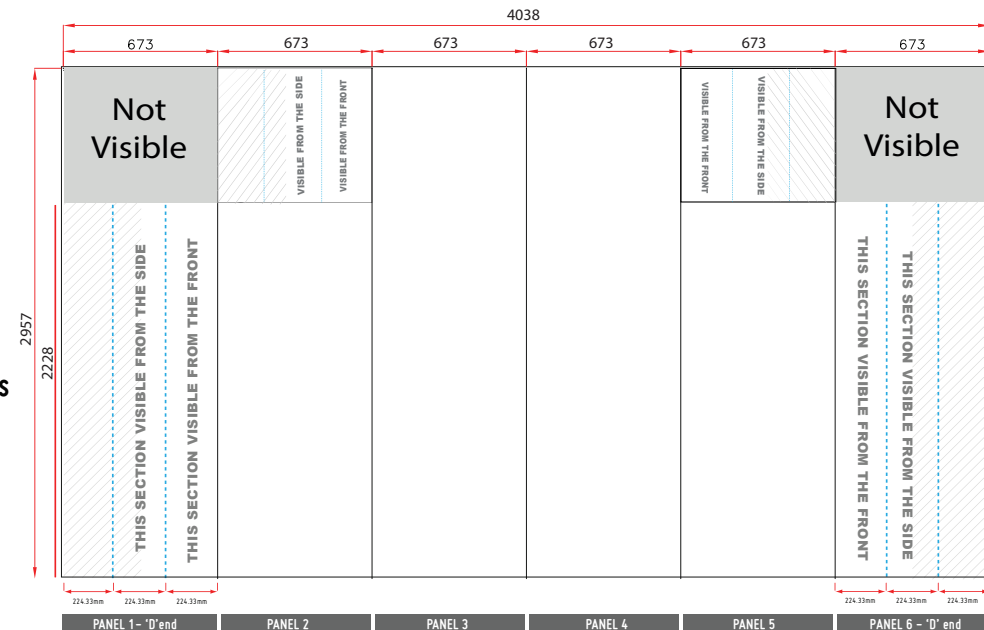 4038
673
673
673
673
673
673
Not
Visible
VISIBLE FROM THE SIDE
VISIBLE FROM THE FRONT
VISIBLE FROM THE FRONT
VISIBLE FROM THE SIDE
Not
Visible
2957
2228
S
THIS SECTION VISIBLE FROM THE SIDE
THIS SECTION VISIBLE FROM THE FRONT
THIS SECTION VISIBLE FROM THE FRONT
THIS SECTION VISIBLE FROM THE SIDE
224.33mm
224.33mm
224.33mm
224.33mm
224.33mm
224.33mm
PANEL 1 - 'D'end
PANEL 2
PANEL 3
PANEL 4
PANEL 5
PANEL 6 - 'D' end